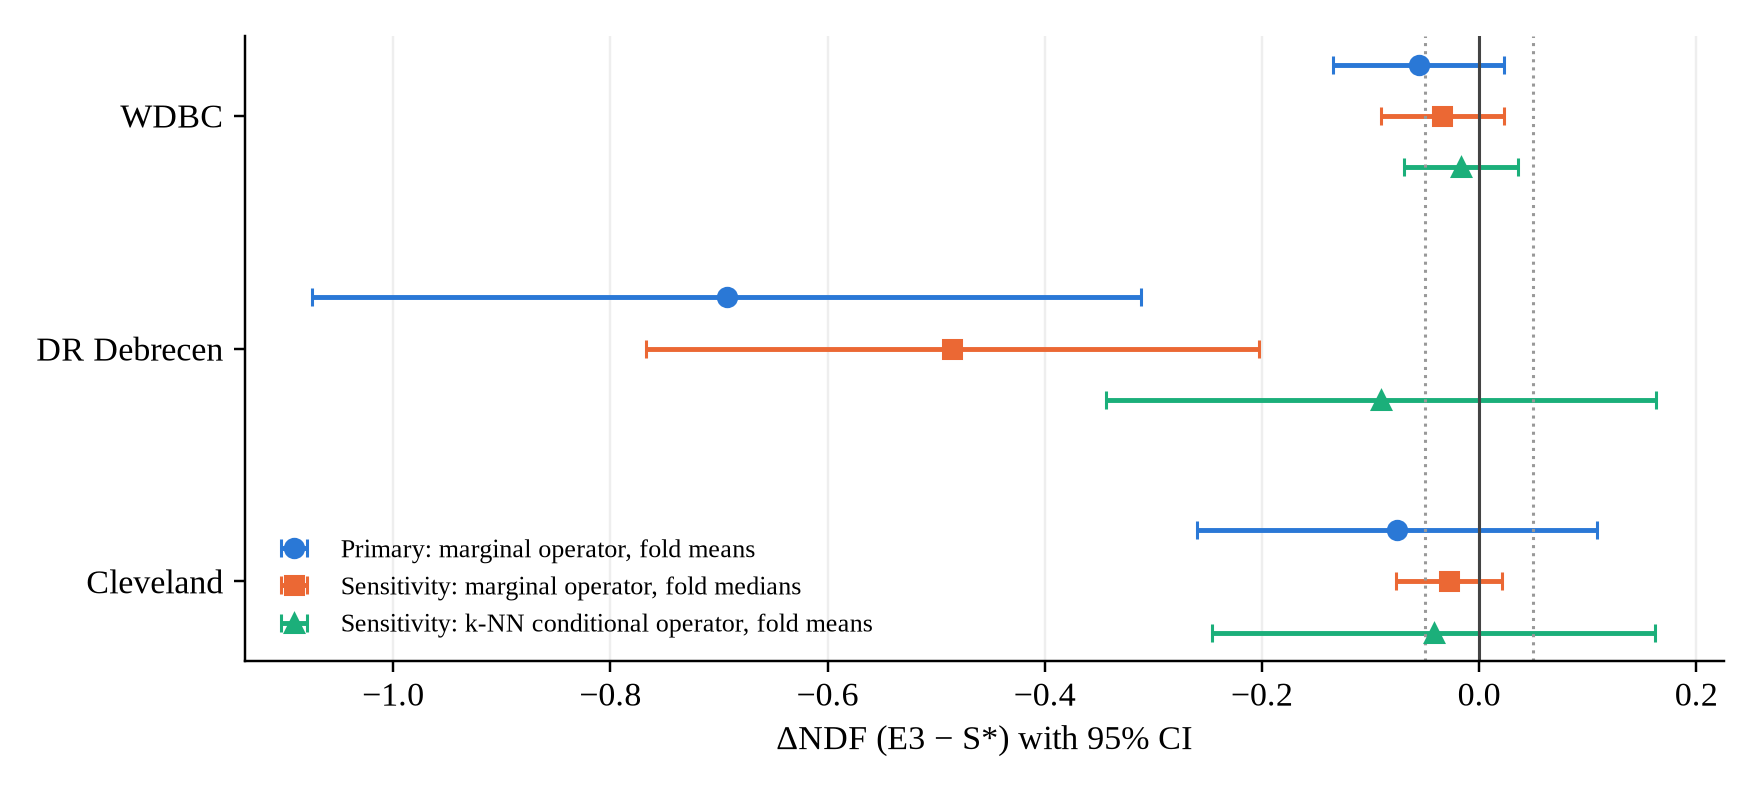 WDBC
DR Debrecen
Cleveland
Primary: marginal operator, fold means
Sensitivity: marginal operator, fold medians
Sensitivity: k-NN conditional operator, fold means
−1.0 −0.8 −0.6 −0.4 −0.2 0.0 0.2
ΔNDF (E3 − S*) with 95% CI